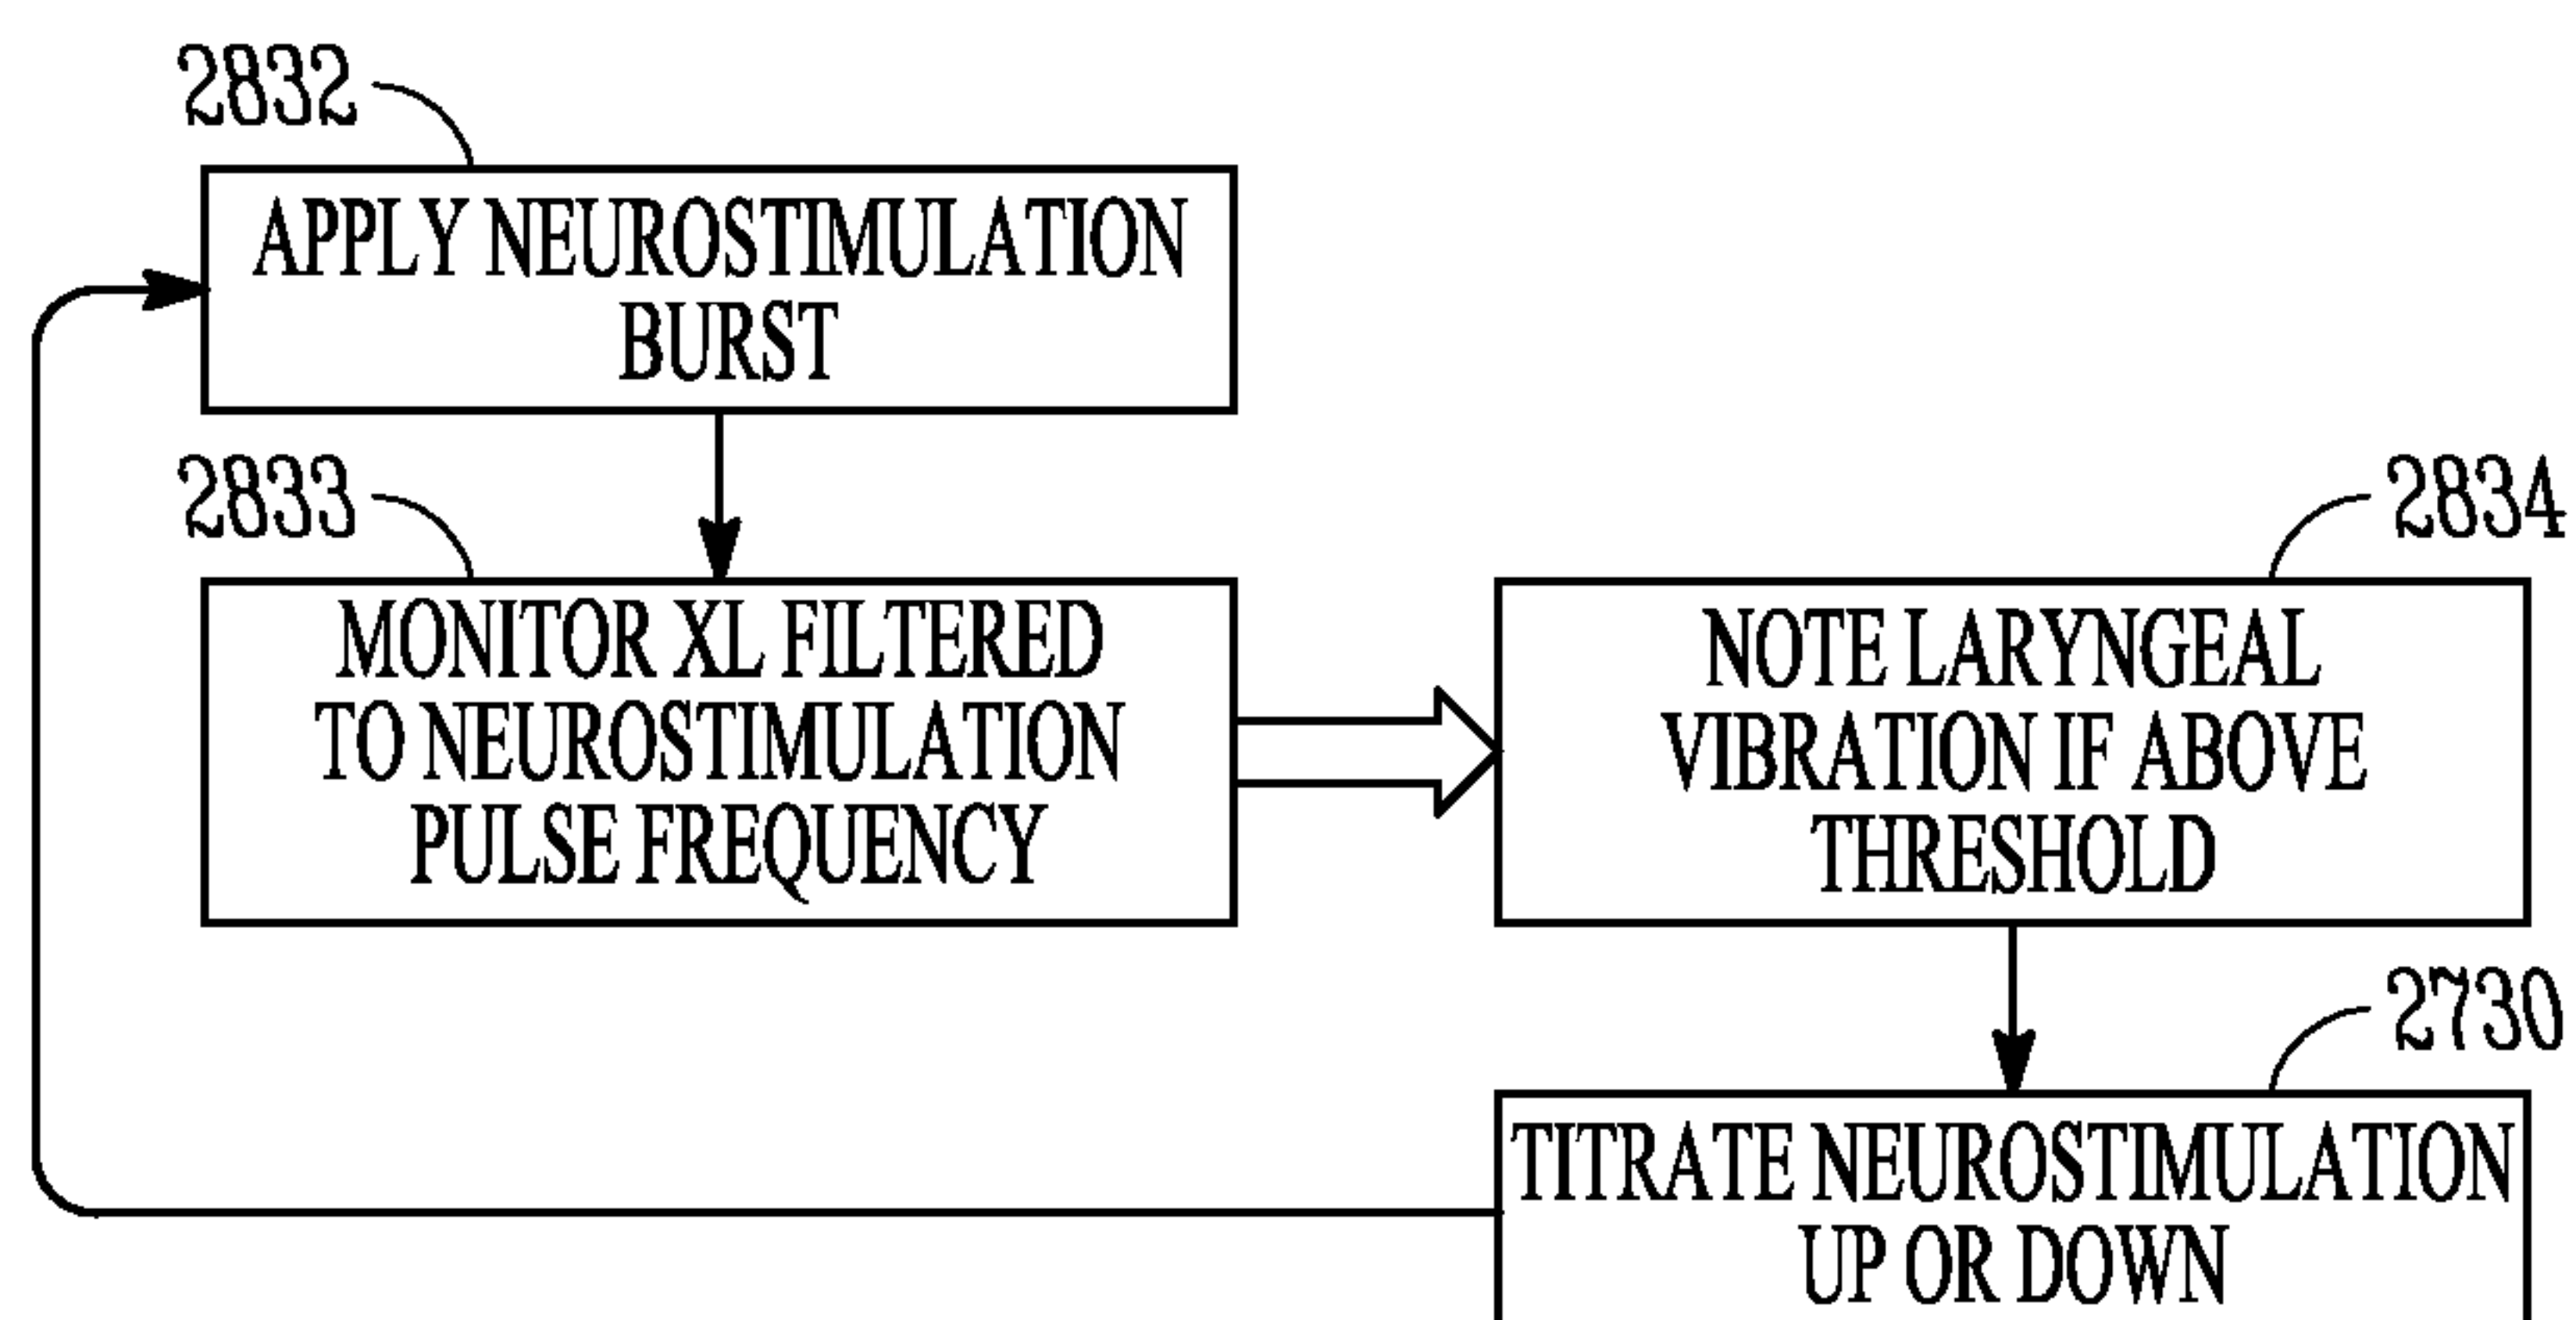 2832
APPLY NEUROSTIMULATION
BURST
2833
MONITOR XL FILTERED
TO NEUROSTIMULATION
PULSE FREQUENCY
2834
NOTE LARYNGEAL
VIBRATION IF ABOVE
THRESHOLD
2730
TITRATE NEUROSTIMULATION
UP OR DOWN